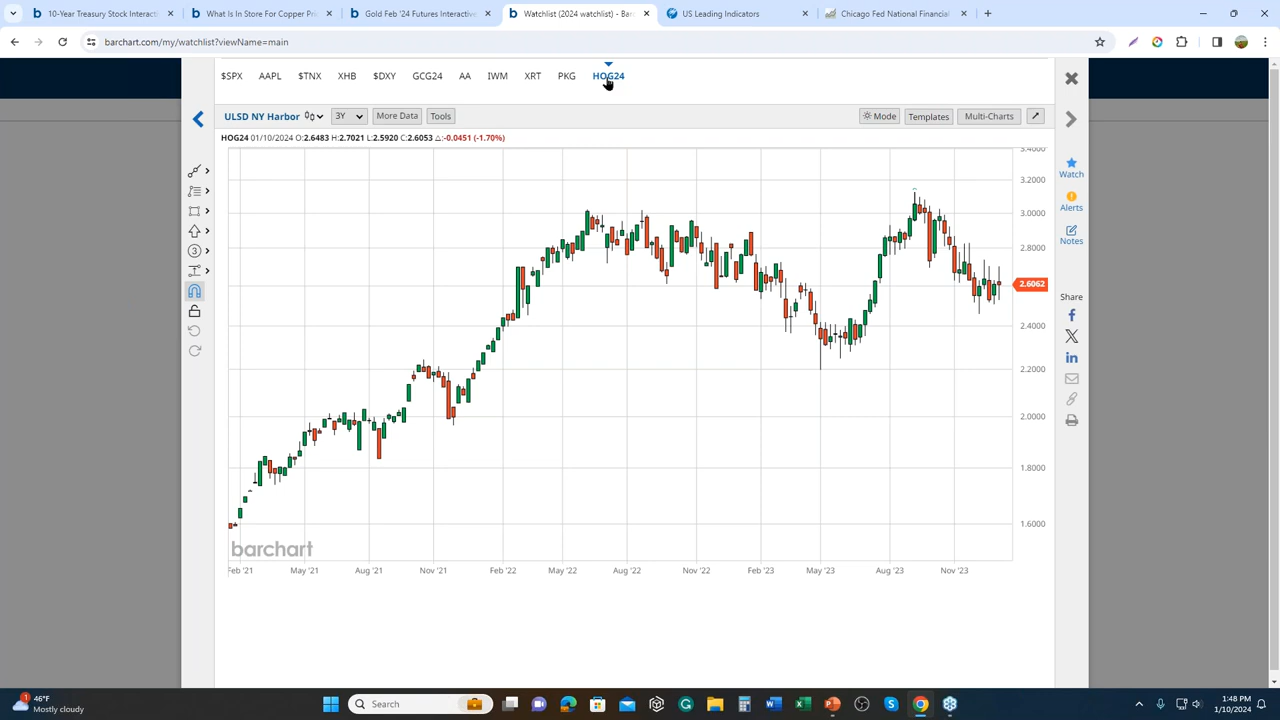 10-Year Treasury Stock Interacti
What Is In Store For Copper Pri
Gold Feb '24 Futures Interactive
Watchlist (2024 watchlist) - Bar
US Leading Indicators
Chicago Fed National Financial
barchart.com/my/watchlist?viewName=main
$SPX AAPL $TNX XHB $DXY GCG24 AA IWM XRT PKG HOG24
ULSD NY Harbor 3Y More Data Tools Mode Templates Multi-Charts
HOG24 01/10/2024 O:2.6483 H:2.7021 L:2.5920 C:2.6053 △:-0.0451 (-1.70%)
3.4000
3.2000
3.0000
2.8000
2.6062
2.4000
2.2000
2.0000
1.8000
1.6000
Watch
Alerts
Notes
Share
3
barchart
Feb '21 May '21 Aug '21 Nov '21 Feb '22 May '22 Aug '22 Nov '22 Feb '23 May '23 Aug '23 Nov '23
1
46°F
Mostly cloudy
Search
1:48 PM
1/10/2024